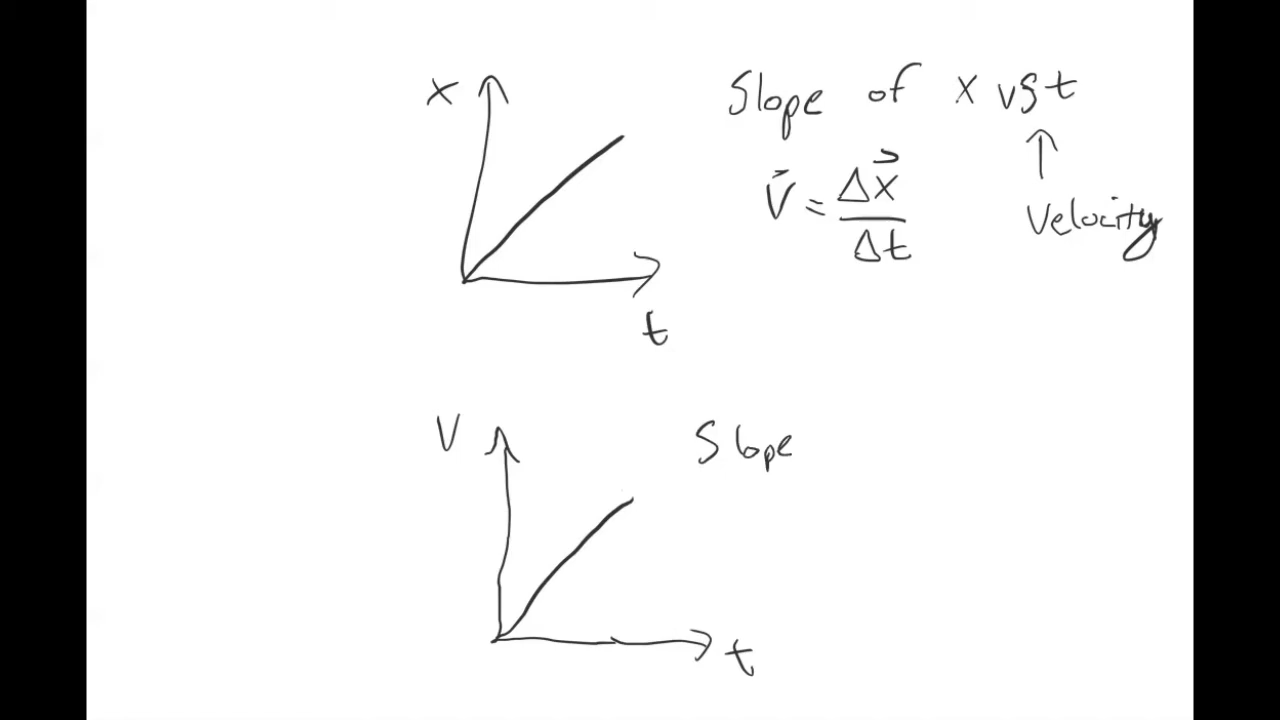 x
Slope of x vs t
↑
V⃗ = Δx⃗/Δt
Velocity
t
V
Slope
t